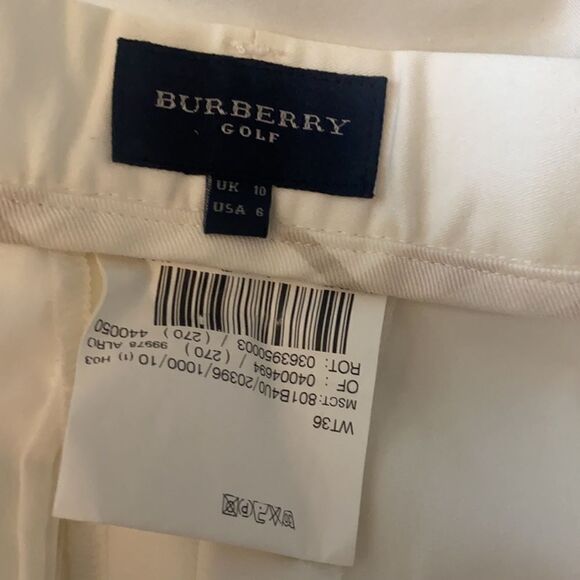 BURBERRY
GOLF
UK 10
USA 6
WT36
MSCT:801B4U0/20396/1000/10 (1) H03
OF : 04004694 / (270) 99978 ALRO
ROT: 0363950003 / (270 ) 440050